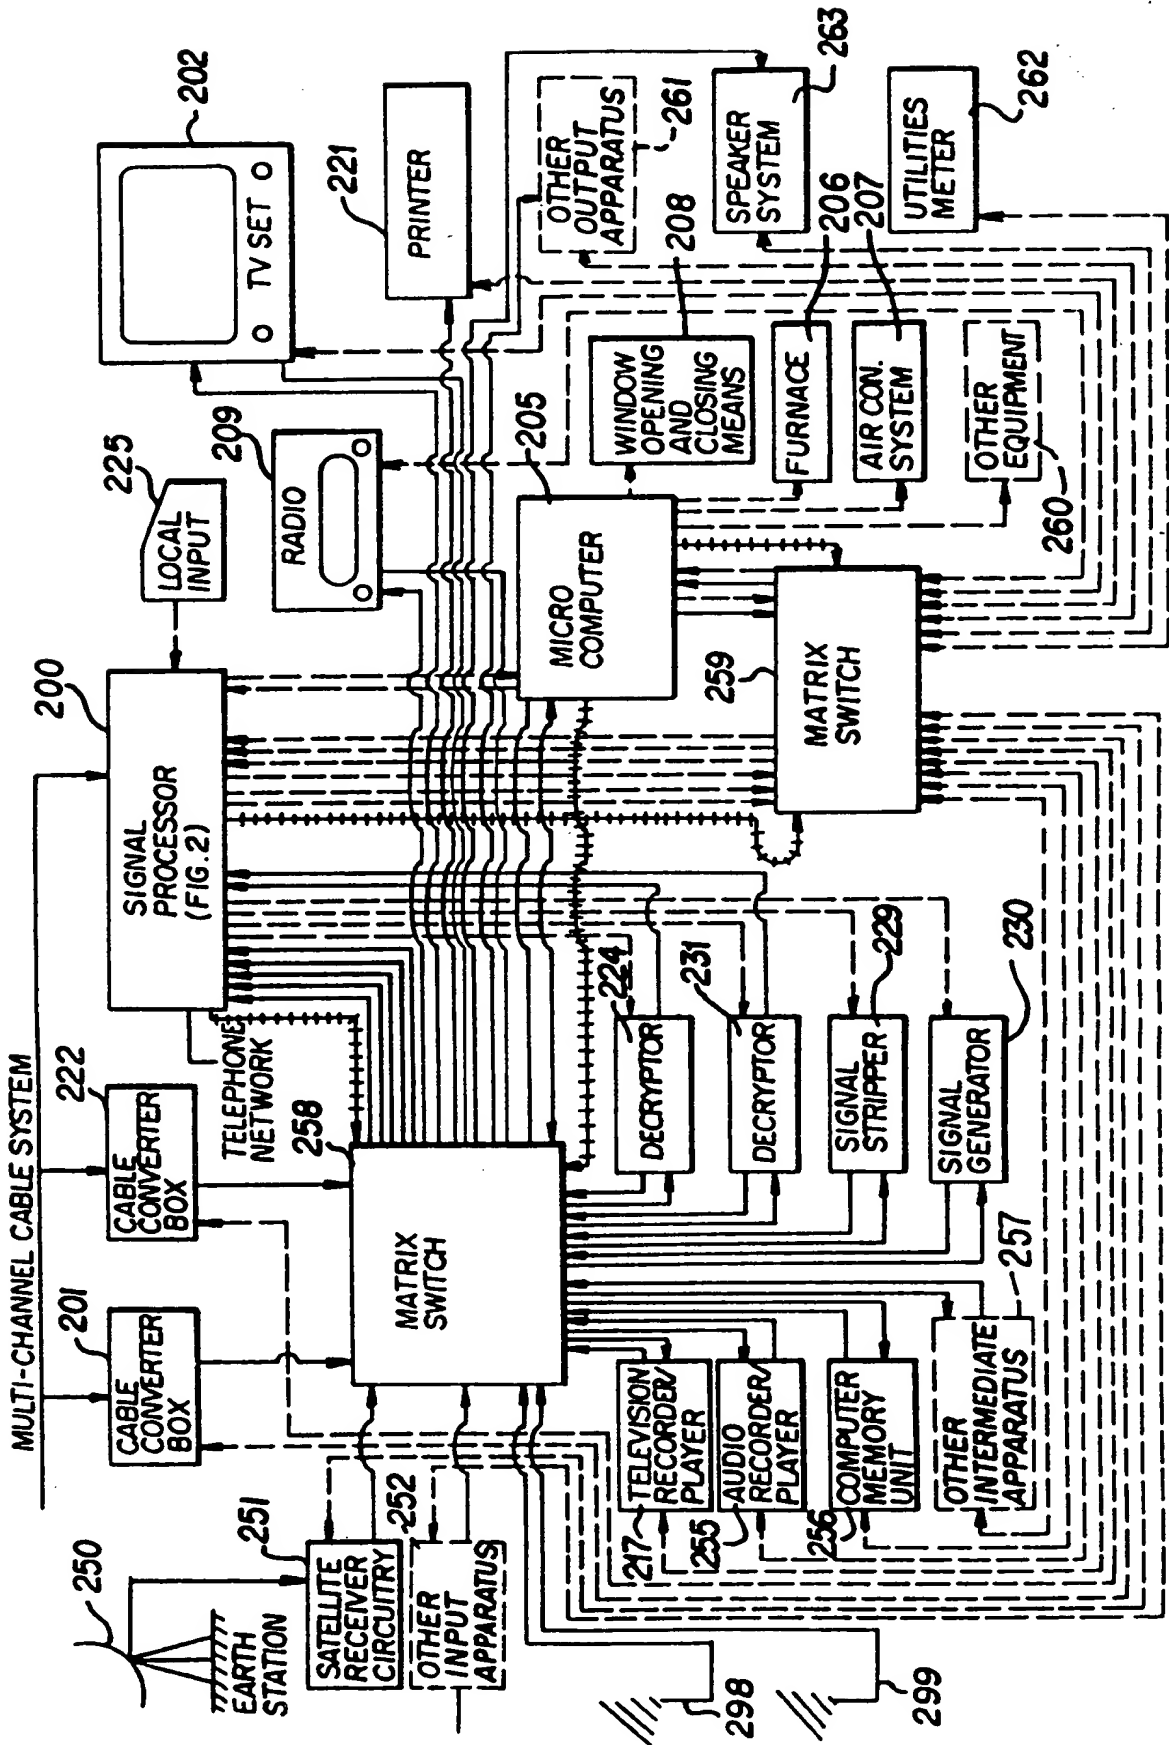 MULTI-CHANNEL CABLE SYSTEM
250
EARTH
STATION
251
SATELLITE
RECEIVER
CIRCUITRY
252
OTHER
INPUT
APPARATUS
298
299
201
CABLE
CONVERTER
BOX
222
CABLE
CONVERTER
BOX
TELEPHONE
NETWORK
258
MATRIX
SWITCH
200
SIGNAL
PROCESSOR
(FIG.2)
225
LOCAL
INPUT
202
TV SET
209
RADIO
221
PRINTER
217
TELEVISION
RECORDER/
PLAYER
255
AUDIO
RECORDER/
PLAYER
256
COMPUTER
MEMORY
UNIT
257
OTHER
INTERMEDIATE
APPARATUS
224
DECRYPTOR
231
DECRYPTOR
229
SIGNAL
STRIPPER
230
SIGNAL
GENERATOR
205
MICRO
COMPUTER
259
MATRIX
SWITCH
208
WINDOW
OPENING
AND
CLOSING
MEANS
206
FURNACE
207
AIR CON.
SYSTEM
260
OTHER
EQUIPMENT
261
OTHER
OUTPUT
APPARATUS
263
SPEAKER
SYSTEM
262
UTILITIES
METER